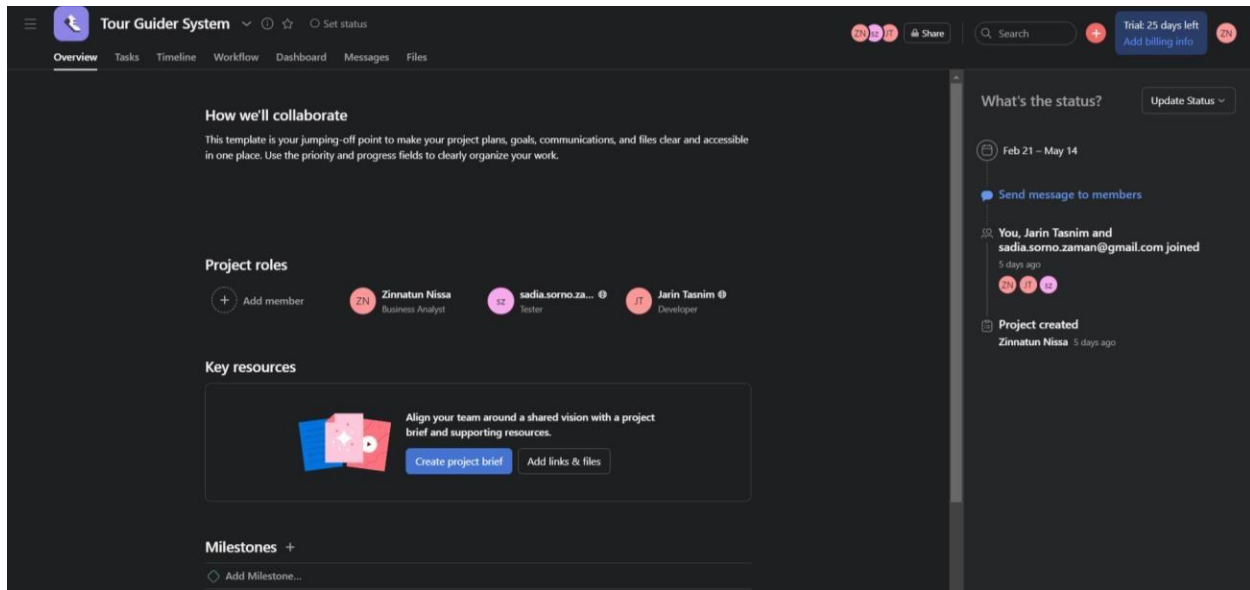 Tour Guider System
Set status
ZN sz JT
Share
Search
Trial: 25 days left
Add billing info
ZN
Overview Tasks Timeline Workflow Dashboard Messages Files
How we'll collaborate
This template is your jumping-off point to make your project plans, goals, communications, and files clear and accessible
in one place. Use the priority and progress fields to clearly organize your work.
Project roles
Add member
ZN
Zinnatun Nissa
Business Analyst
sz
sadia.sorno.za...
Tester
JT
Jarin Tasnim
Developer
Key resources
Align your team around a shared vision with a project
brief and supporting resources.
Create project brief Add links & files
Milestones +
Add Milestone...
What's the status?
Update Status
Feb 21 – May 14
Send message to members
You, Jarin Tasnim and
sadia.sorno.zaman@gmail.com joined
5 days ago
ZN JT sz
Project created
Zinnatun Nissa 5 days ago